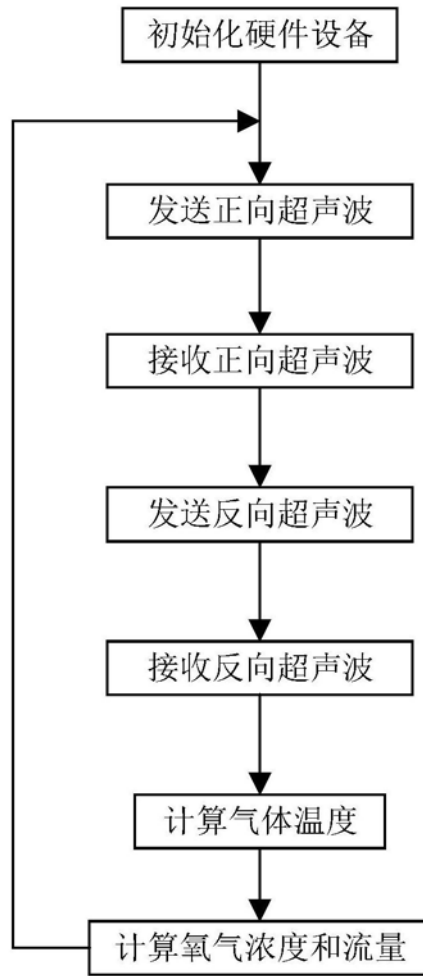 初始化硬件设备
发送正向超声波
接收正向超声波
发送反向超声波
接收反向超声波
计算气体温度
计算氧气浓度和流量